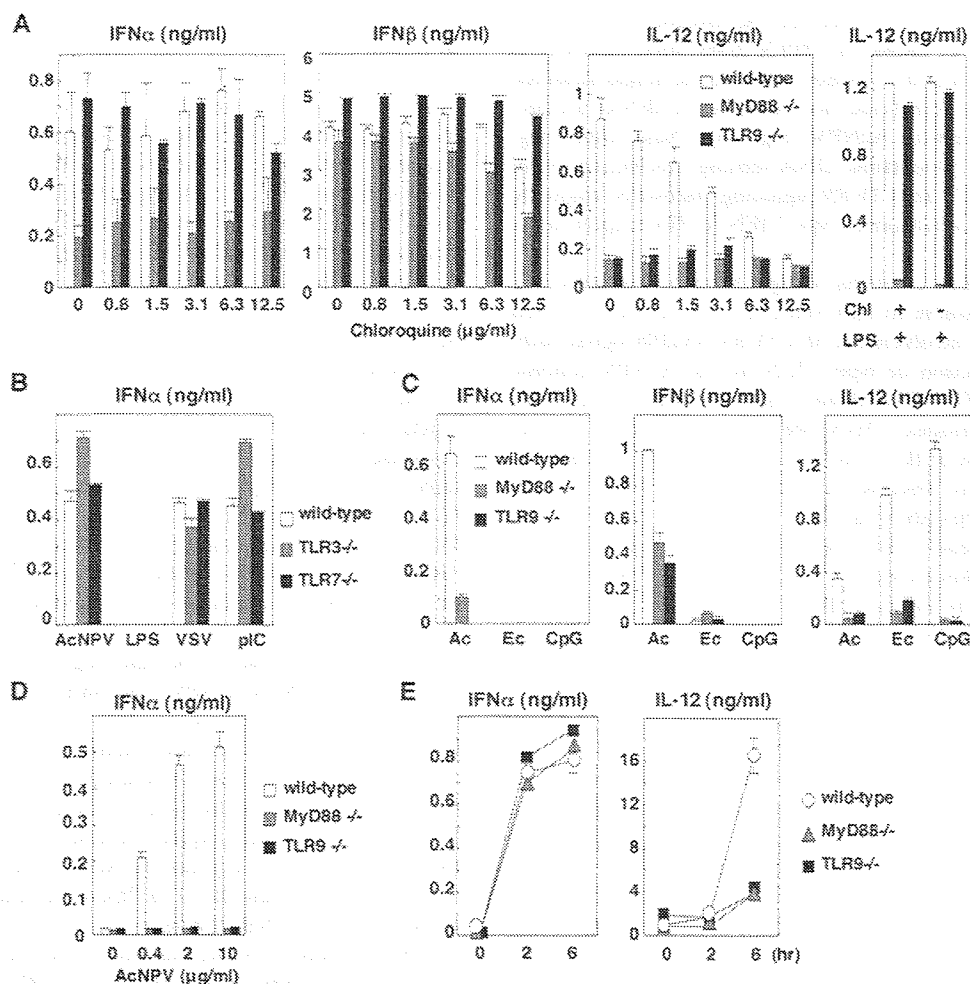 A
IFNα (ng/ml)
IFNβ (ng/ml)
IL-12 (ng/ml)
IL-12 (ng/ml)
0.8
0.6
0.4
0.2
0
6
5
4
3
2
1
0
1
0.8
0.6
0.4
0.2
0
1.2
0.8
0.4
0
wild-type
MyD88 -/-
TLR9 -/-
0 0.8 1.5 3.1 6.3 12.5
0 0.8 1.5 3.1 6.3 12.5
0 0.8 1.5 3.1 6.3 12.5
Chloroquine (μg/ml)
Chl + -
LPS + +
B
IFNα (ng/ml)
0.6
0.4
0.2
0
AcNPV LPS VSV pIC
wild-type
TLR3-/-
TLR7-/-
C
IFNα (ng/ml)
IFNβ (ng/ml)
IL-12 (ng/ml)
0.6
0.4
0.2
0
wild-type
MyD88 -/-
TLR9 -/-
Ac Ec CpG
1
0.8
0.6
0.4
0.2
0
Ac Ec CpG
1.2
0.8
0.4
0
Ac Ec CpG
D
IFNα (ng/ml)
0.5
0.4
0.3
0.2
0.1
0
0 0.4 2 10
AcNPV (μg/ml)
wild-type
MyD88 -/-
TLR9 -/-
E
IFNα (ng/ml)
IL-12 (ng/ml)
0.8
0.6
0.4
0.2
0
0 2 6
16
12
8
4
0
0 2 6 (hr)
wild-type
MyD88-/-
TLR9-/-